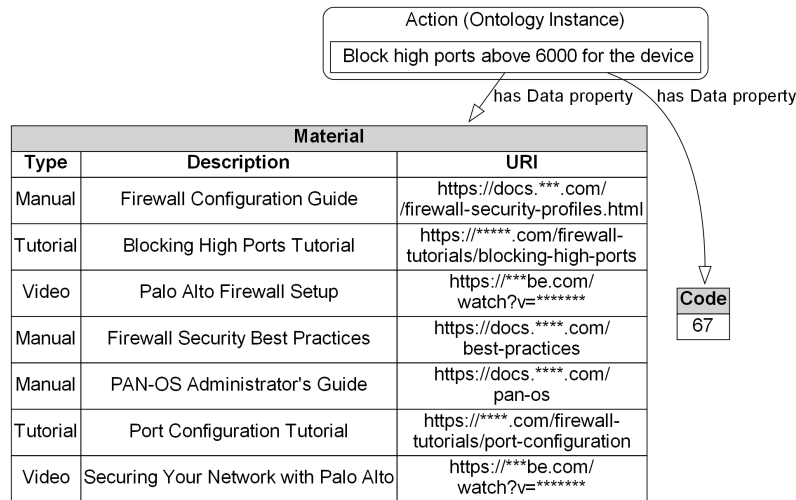 Action (Ontology Instance)
Block high ports above 6000 for the device
has Data property
has Data property
Material
Type Description URI
Manual Firewall Configuration Guide https://docs.***.com/
/firewall-security-profiles.html
Tutorial Blocking High Ports Tutorial https://*****.com/firewall-
tutorials/blocking-high-ports
Video Palo Alto Firewall Setup https://***be.com/
watch?v=*******
Manual Firewall Security Best Practices https://docs.****.com/
best-practices
Manual PAN-OS Administrator's Guide https://docs.****.com/
pan-os
Tutorial Port Configuration Tutorial https://****.com/firewall-
tutorials/port-configuration
Video Securing Your Network with Palo Alto https://***be.com/
watch?v=*******
Code
67